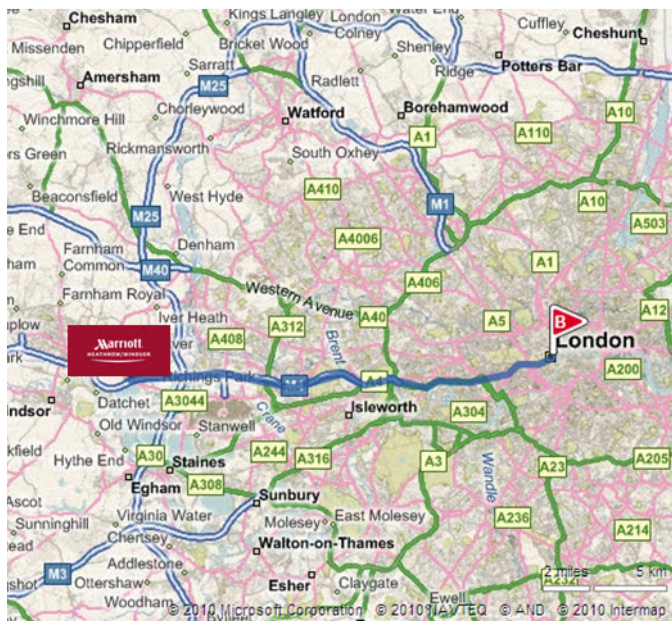 Chesham
Kings Langley
London
Colney
Cuffley
Cheshunt
Missenden
Chipperfield
Bricket Wood
Shenley
Sarratt
Ridge
Potters Bar
Amersham
M25
Radlett
Chorleywood
Watford
Borehamwood
A10
Winchmore Hill
A1
A110
Rickmansworth
South Oxhey
Beaconsfield
West Hyde
A410
M1
A10
M25
A503
Farnham
Common
Denham
A4006
A1
M40
A406
Farnham Royal
Western Avenue
Iver Heath
A312
A40
A5
B
A12
Marriott
HEATHROW/WINDSOR
A408
Brent
London
Richings Park
A4
A200
Datchet
A3044
Isleworth
A304
Old Windsor
Stanwell
Crane
Hythe End
A30
Staines
A244
A316
A3
Wandle
A23
A205
Egham
A308
Sunbury
Ascot
A236
Virginia Water
Molesey
East Molesey
A214
Sunninghill
Chertsey
Walton-on-Thames
M3
Addlestone
Ottershaw
Esher
Claygate
Woodham
Ewell
A232
2 miles
5 km
© 2010 Microsoft Corporation © 2010 NAVTEQ © AND © 2010 Intermap